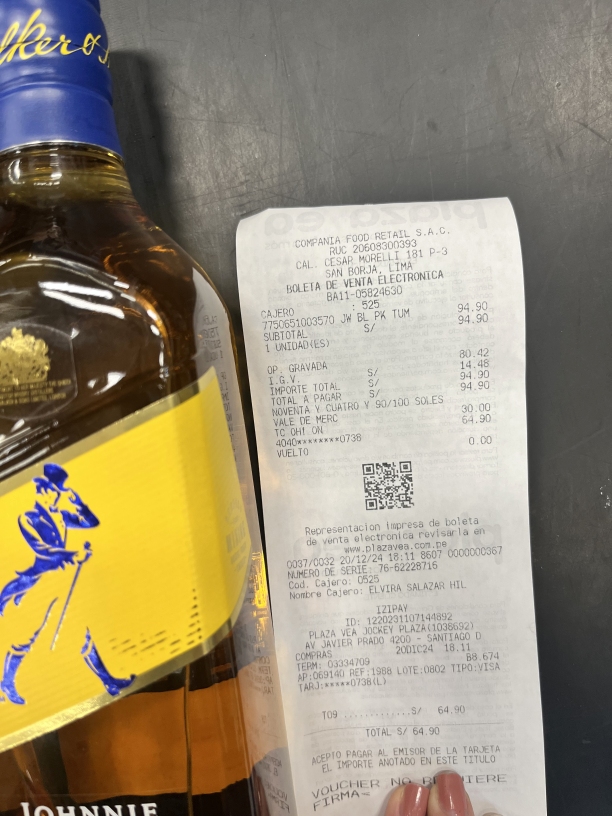 lker &
JOHNNIE
COMPANIA FOOD RETAIL S.A.C.
RUC 20608300393
CAL. CESAR MORELLI 181 P-3
SAN BORJA, LIMA
BOLETA DE VENTA ELECTRONICA
BA11-05824630
CAJERO : 525
7750651003570 JW BL PK TUM 94.90
SUBTOTAL S/ 94.90
1 UNIDAD(ES)
OP. GRAVADA 80.42
I.G.V. S/ 14.48
IMPORTE TOTAL S/ 94.90
TOTAL A PAGAR S/ 94.90
NOVENTA Y CUATRO Y 90/100 SOLES
VALE DE MERC 30.00
TC OH! ON 64.90
4040********0738
VUELTO 0.00
Representacion impresa de boleta
de venta electronica revisarla en
www.plazavea.com.pe
0037/0032 20/12/24 18:11 8607 0000000367
NUMERO DE SERIE: 76-62228716
Cod. Cajero: 0525
Nombre Cajero: ELVIRA SALAZAR HIL
IZIPAY
ID: 1220231107144892
PLAZA VEA JOCKEY PLAZA(1038692)
AV JAVIER PRADO 4200 - SANTIAGO D
COMPRAS 20DIC24 18.11
TERM: 03334709 B8.674
AP:069140 REF:1988 LOTE:0802 TIPO:VISA
TARJ:*****0738(L)
TO9 .............S/ 64.90
TOTAL S/ 64.90
ACEPTO PAGAR AL EMISOR DE LA TARJETA
EL IMPORTE ANOTADO EN ESTE TITULO
VOUCHER NO REQUIERE
FIRMA=